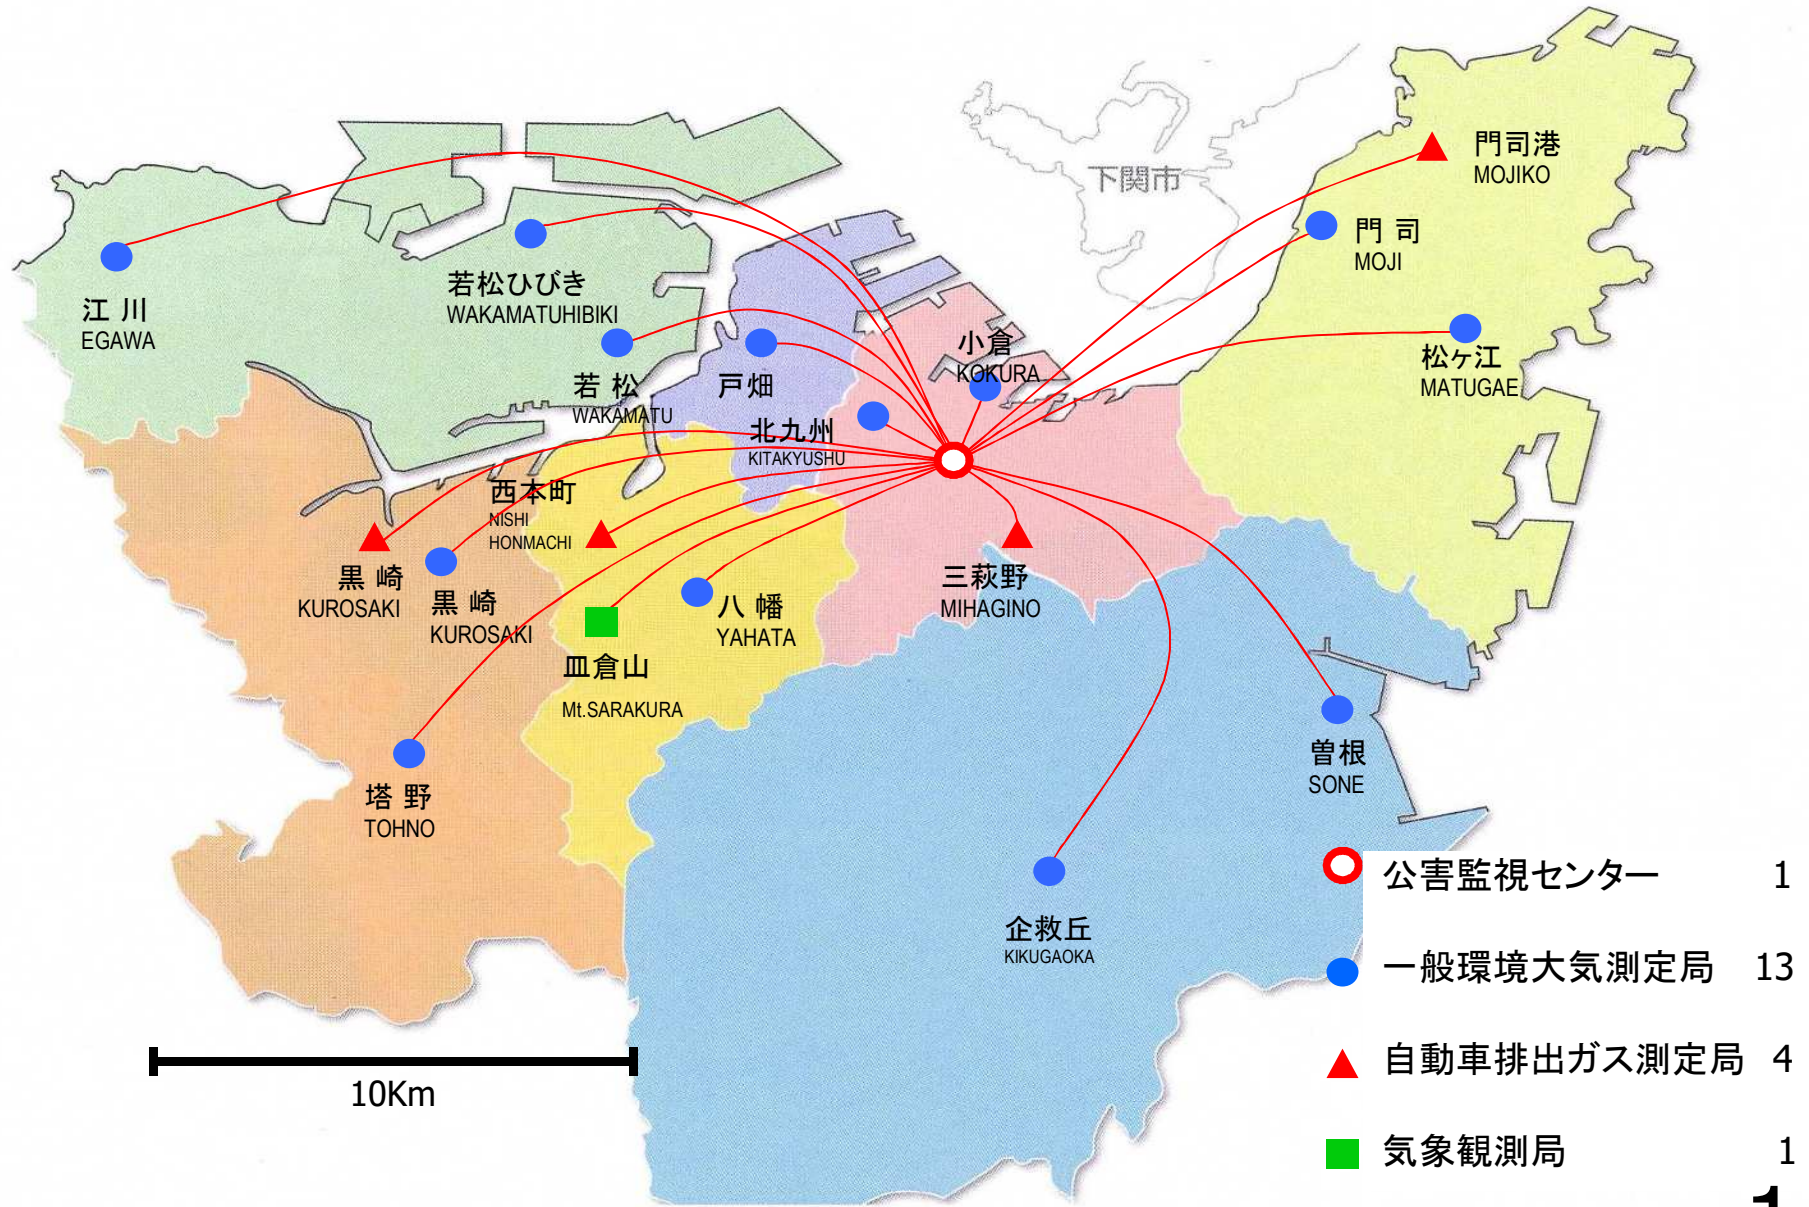 門司港
MOJIKO
下関市
門 司
MOJI
若松ひびき
WAKAMATUHIBIKI
江 川
EGAWA
小倉
KOKURA
松ヶ江
MATUGAE
若 松
WAKAMATU
戸畑
北九州
KITAKYUSHU
西本町
NISHI
HONMACHI
黒 崎
KUROSAKI
黒 崎
KUROSAKI
三萩野
MIHAGINO
八 幡
YAHATA
皿倉山
Mt.SARAKURA
曽根
SONE
塔 野
TOHNO
企救丘
KIKUGAOKA
公害監視センター 1
一般環境大気測定局 13
自動車排出ガス測定局 4
気象観測局 1
10Km